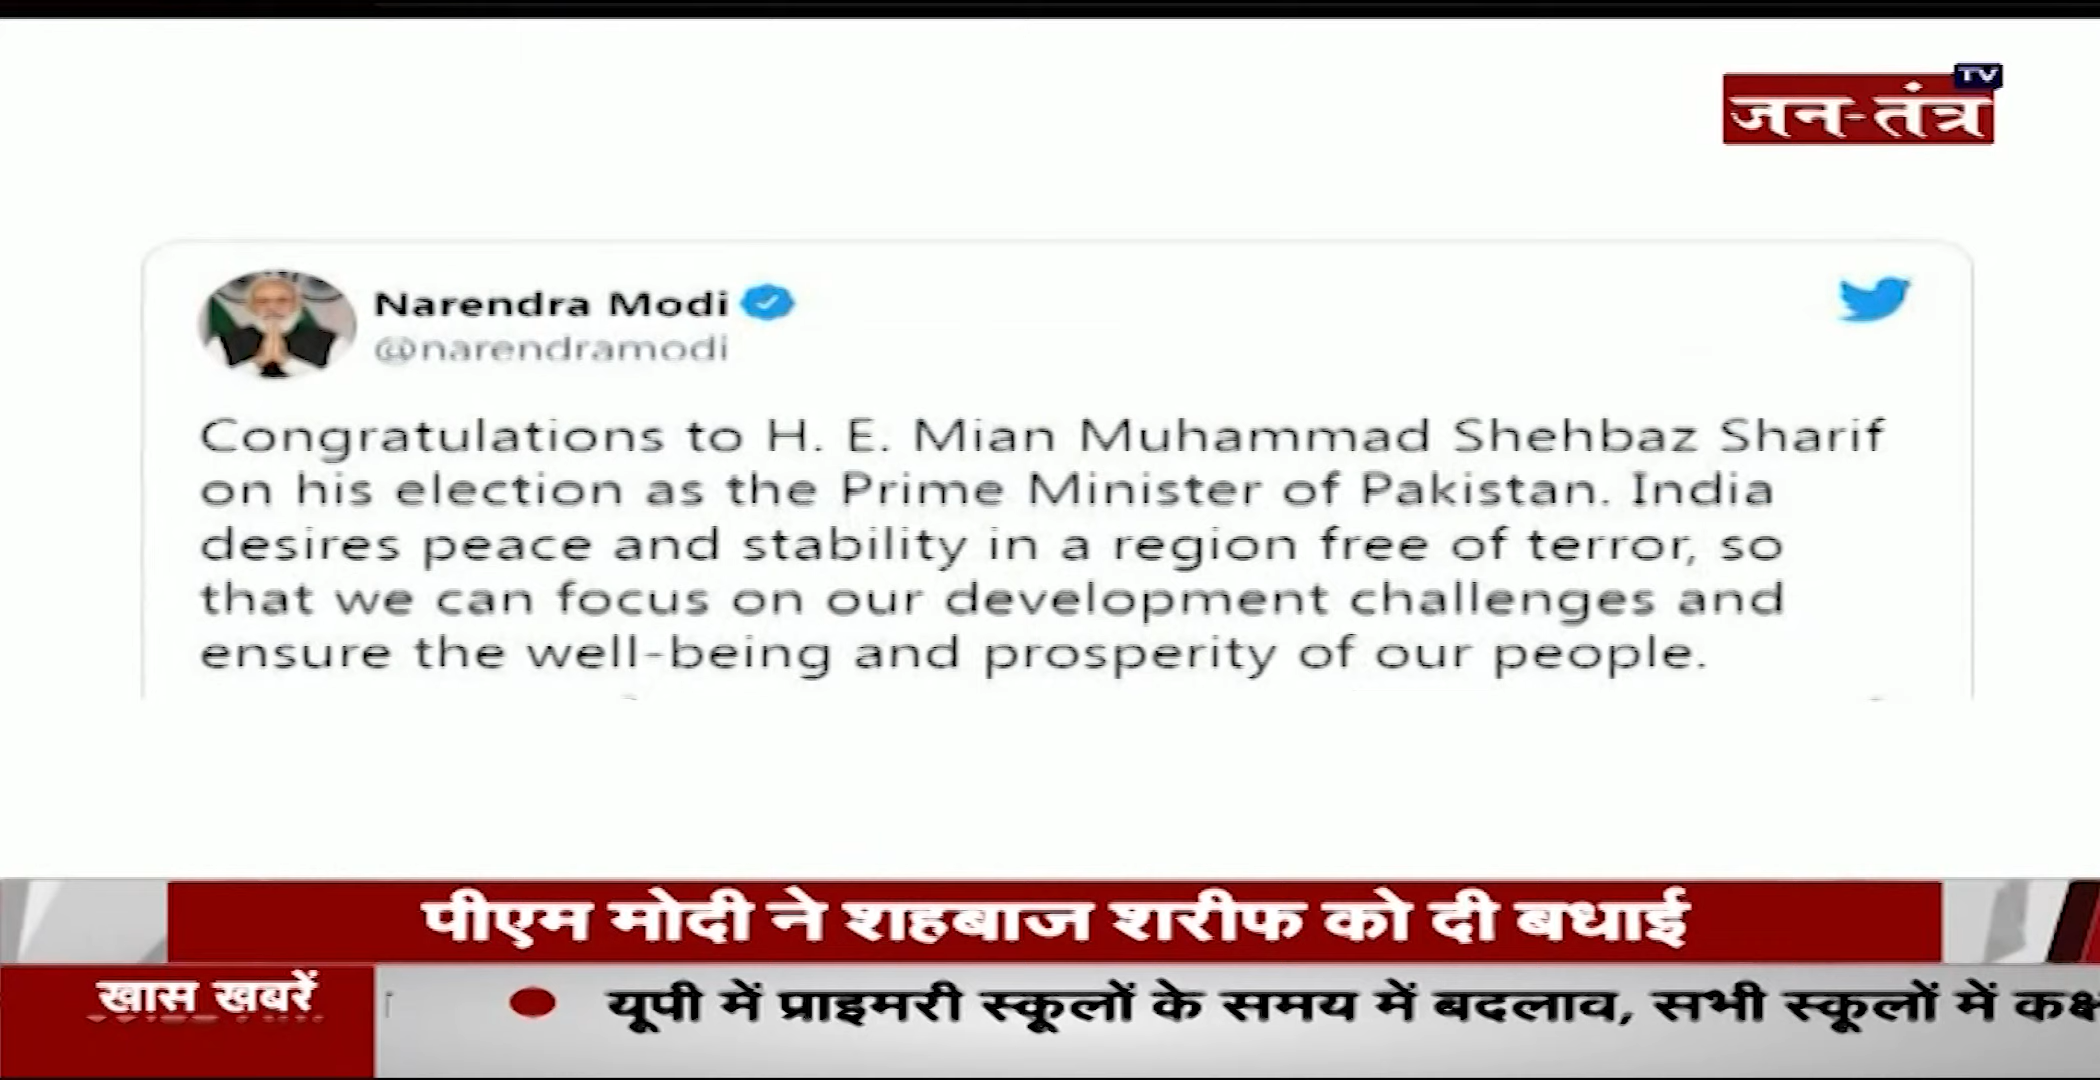 TV
जन-तंत्र
Narendra Modi
@narendramodi
Congratulations to H. E. Mian Muhammad Shehbaz Sharif
on his election as the Prime Minister of Pakistan. India
desires peace and stability in a region free of terror, so
that we can focus on our development challenges and
ensure the well-being and prosperity of our people.
पीएम मोदी ने शहबाज शरीफ को दी बधाई
खास खबरें
यूपी में प्राइमरी स्कूलों के समय में बदलाव, सभी स्कूलों में